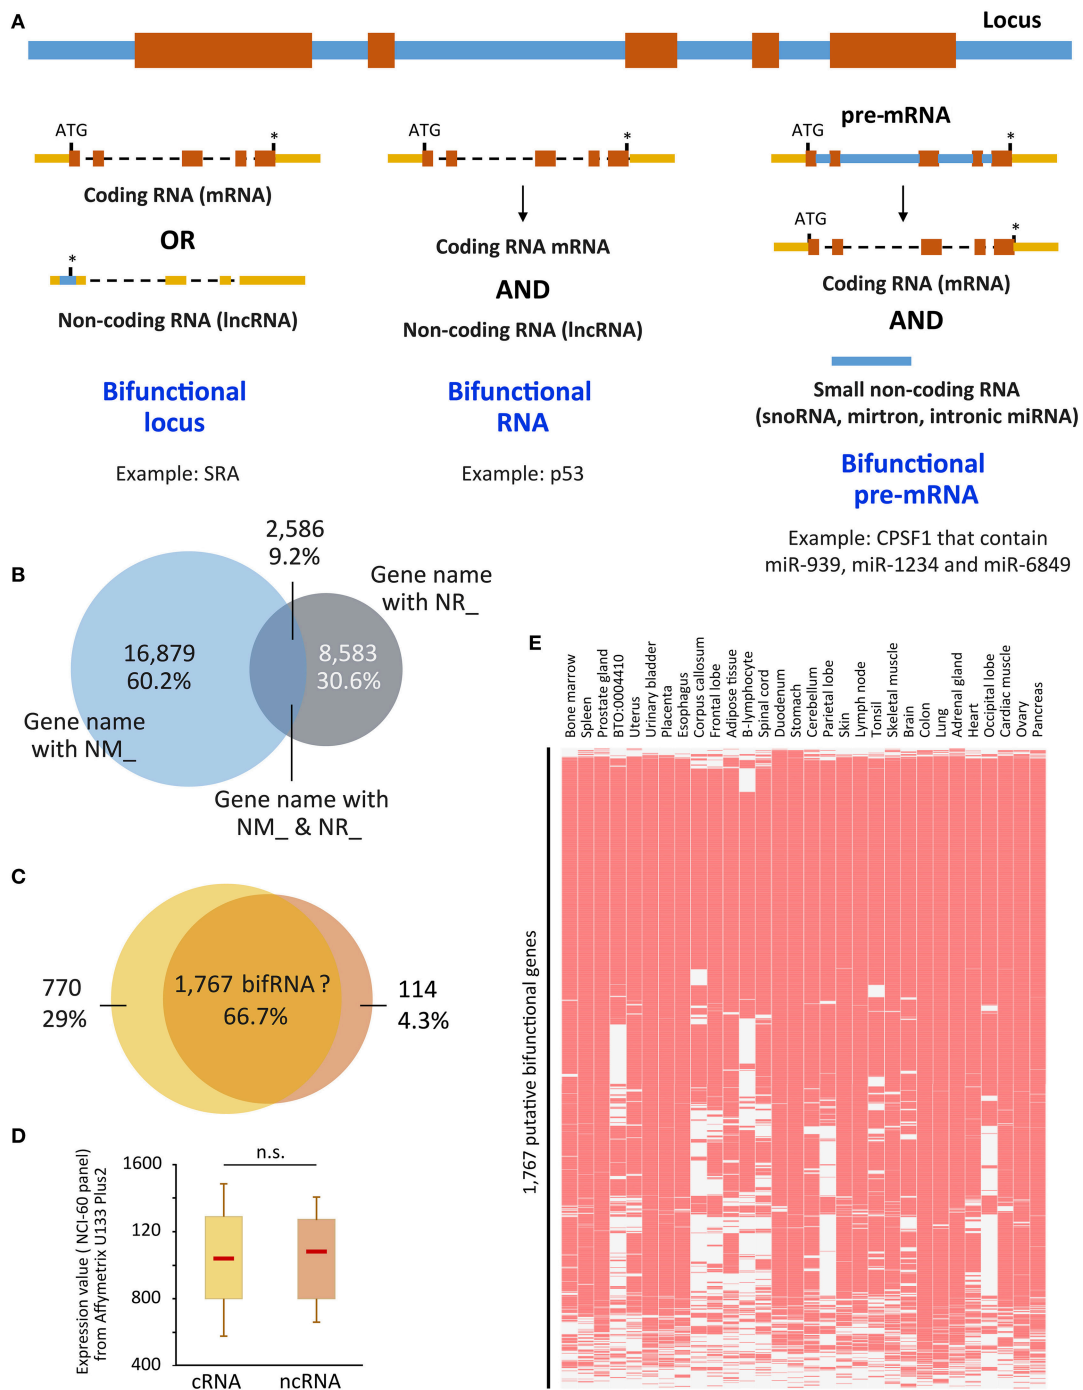 A
Locus
ATG
*
Coding RNA (mRNA)
OR
*
Non-coding RNA (lncRNA)
Bifunctional
locus
Example: SRA
ATG
*
Coding RNA mRNA
AND
Non-coding RNA (lncRNA)
Bifunctional
RNA
Example: p53
pre-mRNA
ATG
*
ATG
*
Coding RNA (mRNA)
AND
Small non-coding RNA
(snoRNA, mirtron, intronic miRNA)
Bifunctional
pre-mRNA
Example: CPSF1 that contain
miR-939, miR-1234 and miR-6849
B
2,586
9.2%
Gene name
with NR_
16,879
60.2%
8,583
30.6%
Gene name
with NM_
Gene name with
NM_ & NR_
C
770
29%
1,767 bifRNA ?
66.7%
114
4.3%
D
Expression value ( NCI-60 panel)
from Affymetrix U133 Plus2
1600
120
800
400
n.s.
cRNA
ncRNA
E
Bone marrow
Spleen
Prostate gland
BTO:0004410
Uterus
Urinary bladder
Placenta
Esophagus
Corpus callosum
Frontal lobe
Adipose tissue
B-lymphocyte
Spinal cord
Duodenum
Stomach
Cerebellum
Parietal lobe
Skin
Lymph node
Tonsil
Skeletal muscle
Brain
Colon
Lung
Adrenal gland
Heart
Occipital lobe
Cardiac muscle
Ovary
Pancreas
1,767 putative bifunctional genes